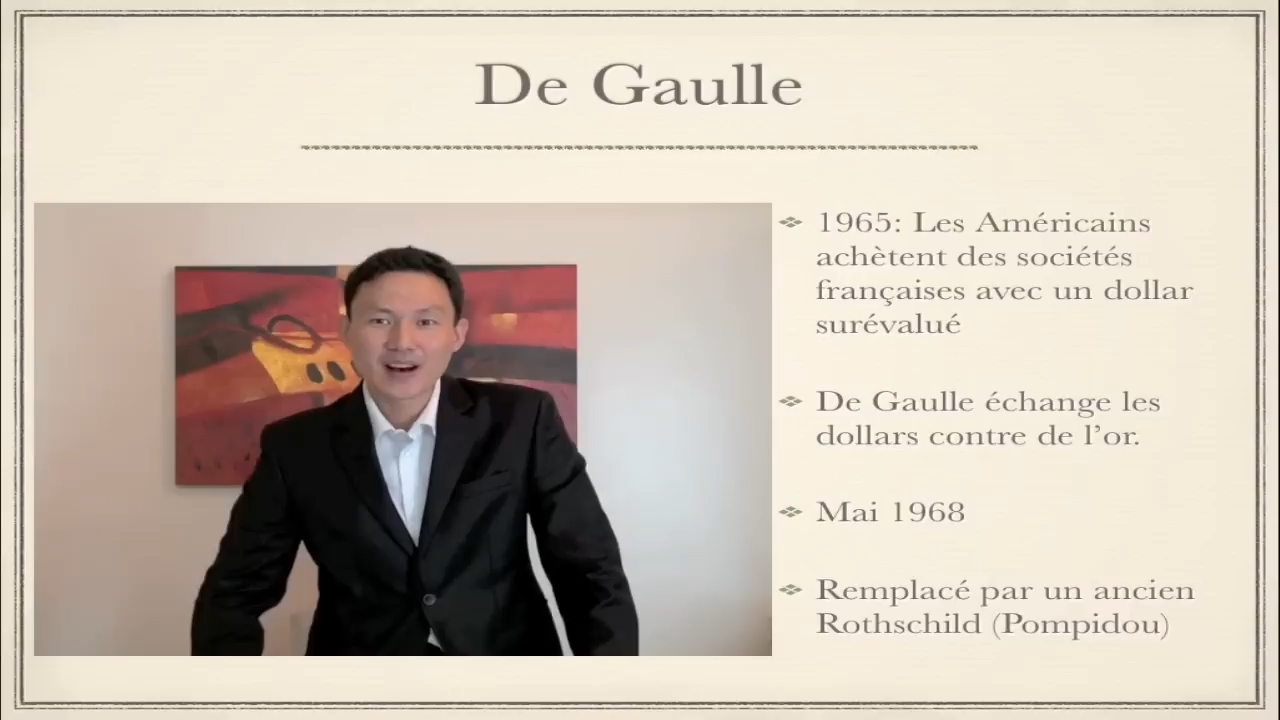 De Gaulle
1965: Les Américains
achètent des sociétés
françaises avec un dollar
surévalué
De Gaulle échange les
dollars contre de l’or.
Mai 1968
Remplacé par un ancien
Rothschild (Pompidou)